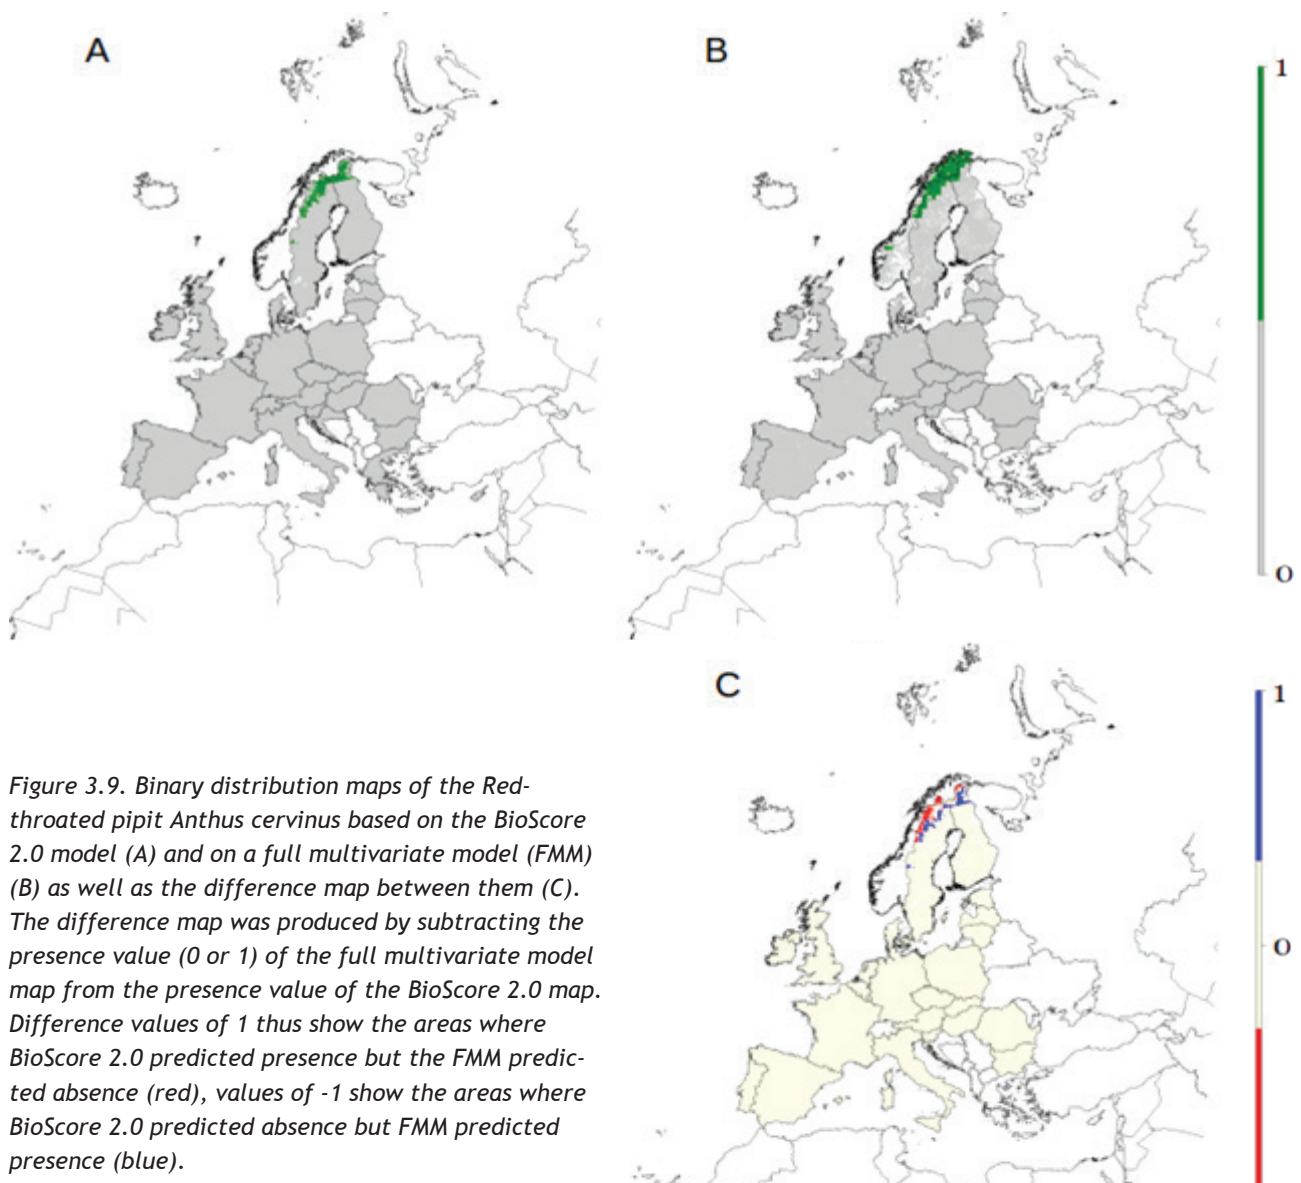 A
B
1
0
C
1
0
Figure 3.9. Binary distribution maps of the Red-
throated pipit Anthus cervinus based on the BioScore
2.0 model (A) and on a full multivariate model (FMM)
(B) as well as the difference map between them (C).
The difference map was produced by subtracting the
presence value (0 or 1) of the full multivariate model
map from the presence value of the BioScore 2.0 map.
Difference values of 1 thus show the areas where
BioScore 2.0 predicted presence but the FMM predic-
ted absence (red), values of -1 show the areas where
BioScore 2.0 predicted absence but FMM predicted
presence (blue).